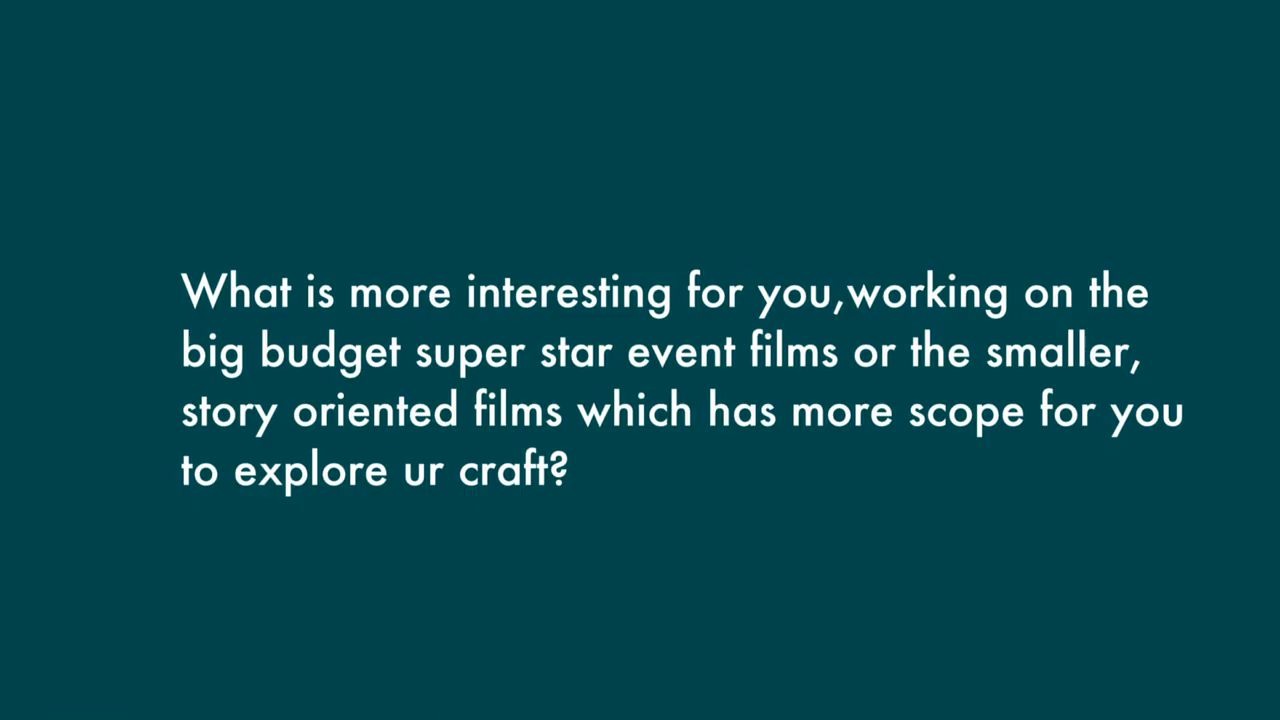 What is more interesting for you,working on the
big budget super star event films or the smaller,
story oriented films which has more scope for you
to explore ur craft?